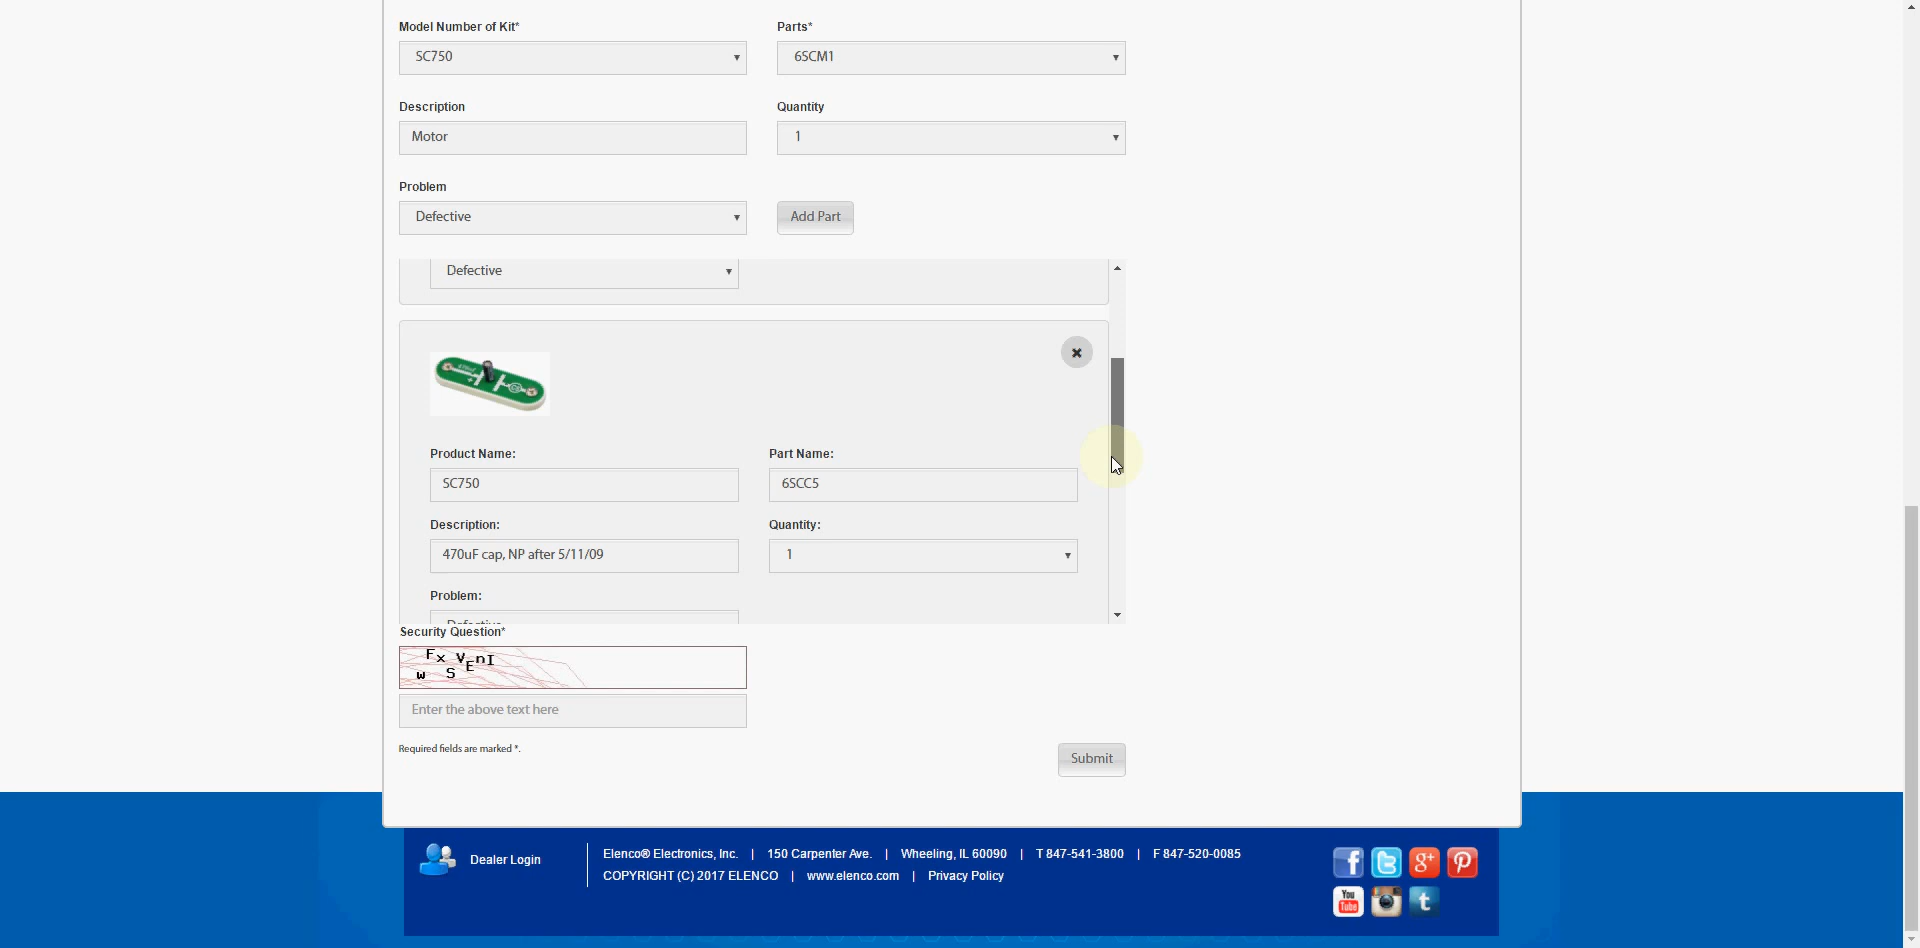 Model Number of Kit* Parts*
SC750 6SCM1
Description Quantity
Motor 1
Problem
Defective Add Part
Defective
Product Name: Part Name:
SC750 6SCC5
Description: Quantity:
470uF cap, NP after 5/11/09 1
Problem:
Defective
Security Question*
F x V E n I
w S
Enter the above text here
Required fields are marked *.
Submit
Dealer Login
Elenco® Electronics, Inc. | 150 Carpenter Ave. | Wheeling, IL 60090 | T 847-541-3800 | F 847-520-0085
COPYRIGHT (C) 2017 ELENCO | www.elenco.com | Privacy Policy
f t g+ P
You Tube t